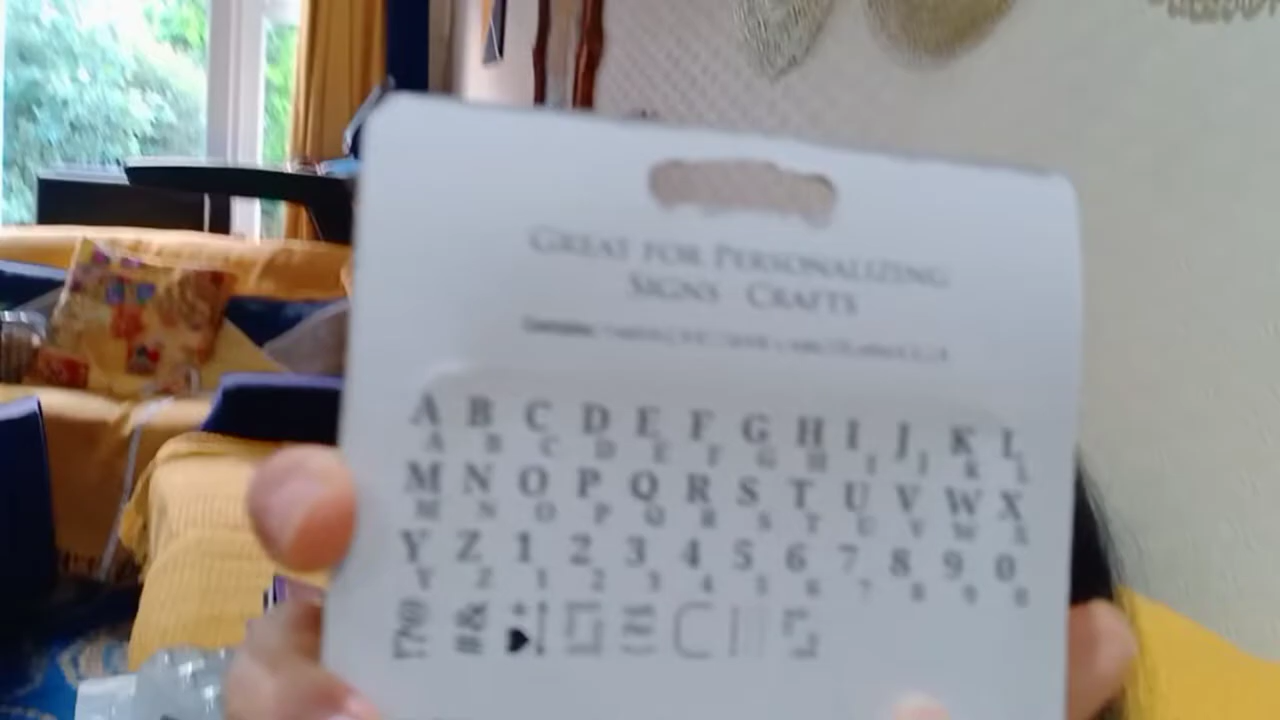 GREAT FOR PERSONALIZING
SIGNS CRAFTS
Contains:
A B C D E F G H I J K L
A B C D E F G H I J K L
M N O P Q R S T U V W X
M N O P Q R S T U V W X
Y Z 1 2 3 4 5 6 7 8 9 0
Y Z 1 2 3 4 5 6 7 8 9 0
# &